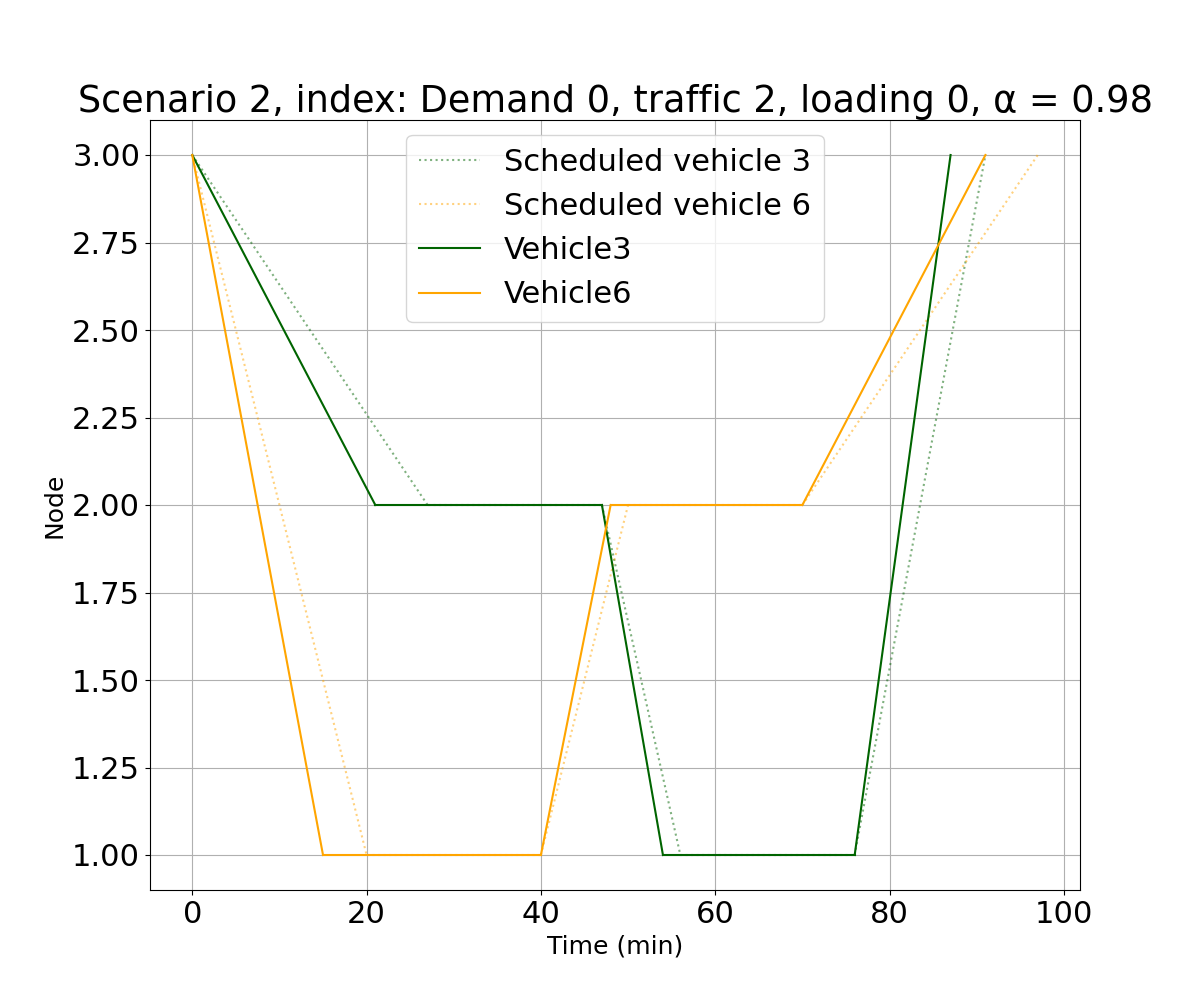 Scenario 2, index: Demand 0, traffic 2, loading 0, α = 0.98
Scheduled vehicle 3
Scheduled vehicle 6
Vehicle3
Vehicle6
3.00
2.75
2.50
2.25
2.00
1.75
1.50
1.25
1.00
Node
0 20 40 60 80 100
Time (min)